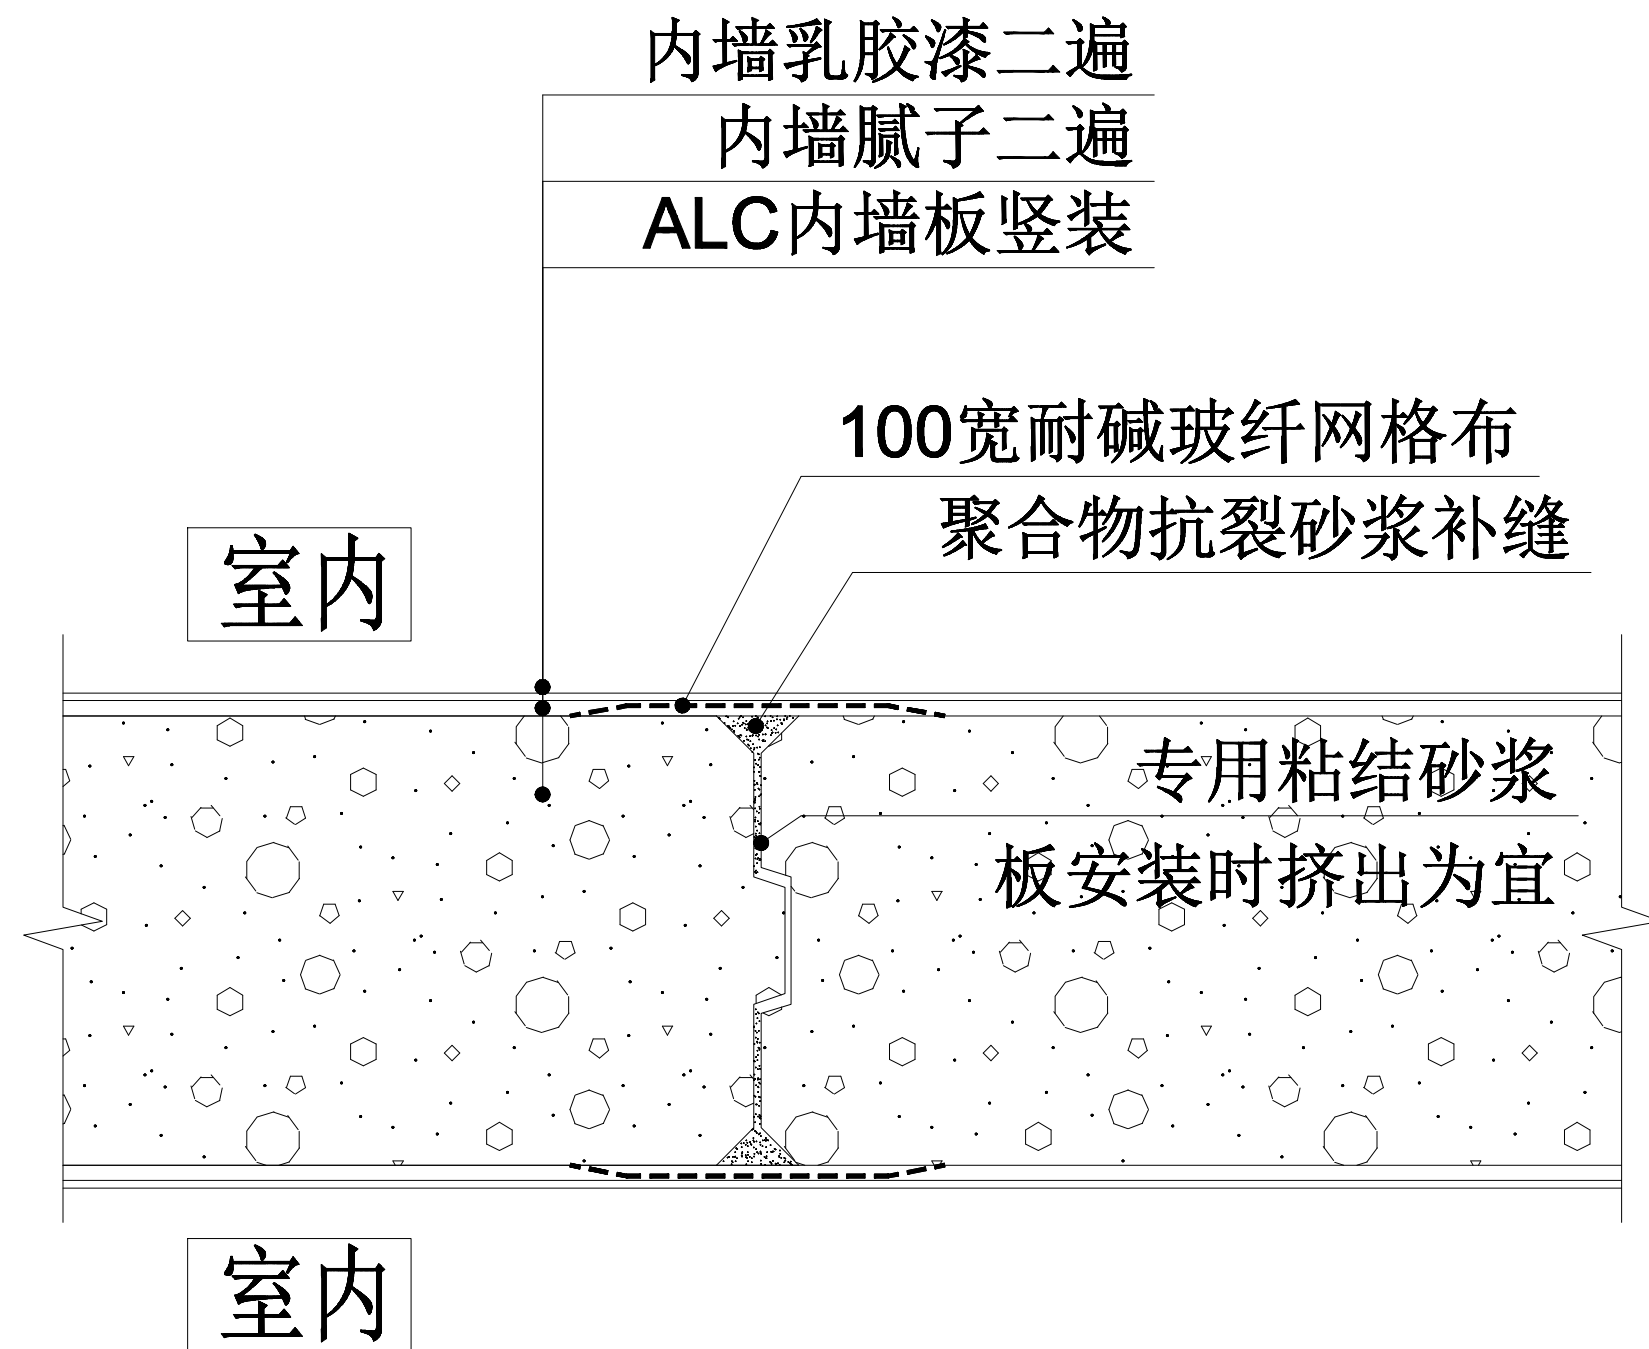 内墙乳胶漆二遍
内墙腻子二遍
ALC内墙板竖装
100宽耐碱玻纤网格布
聚合物抗裂砂浆补缝
室内
专用粘结砂浆
板安装时挤出为宜
室内